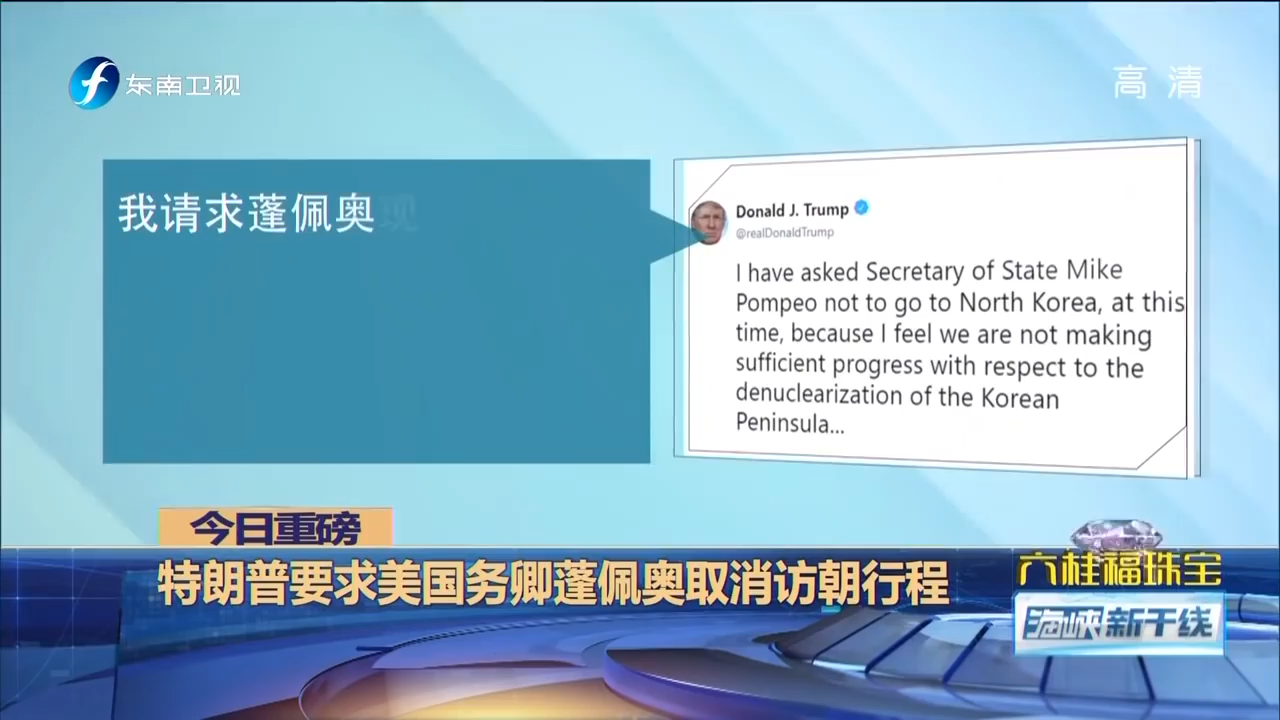 东南卫视
高 清
我请求蓬佩奥现
Donald J. Trump
@realDonaldTrump
I have asked Secretary of State Mike
Pompeo not to go to North Korea, at this
time, because I feel we are not making
sufficient progress with respect to the
denuclearization of the Korean
Peninsula...
今日重磅
特朗普要求美国务卿蓬佩奥取消访朝行程
六桂福珠宝
海峡新干线